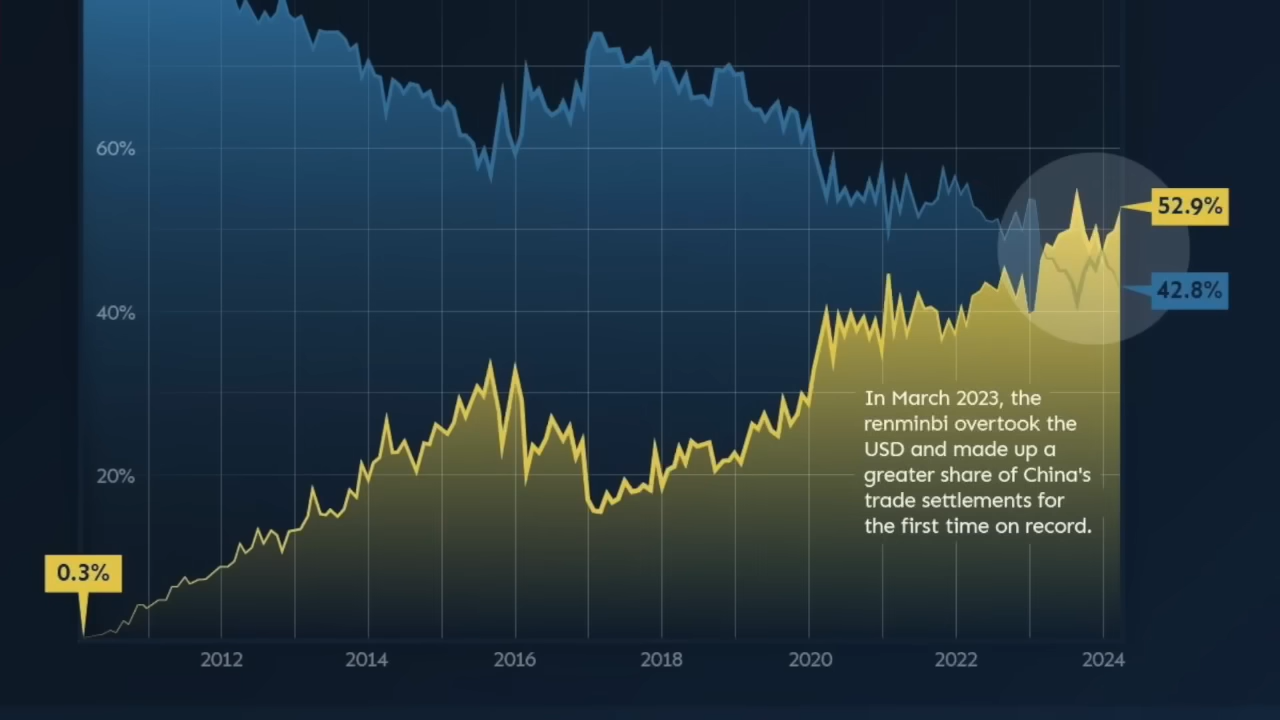 60%
52.9%
42.8%
40%
In March 2023, the
renminbi overtook the
USD and made up a
greater share of China's
trade settlements for
the first time on record.
20%
0.3%
2012 2014 2016 2018 2020 2022 2024